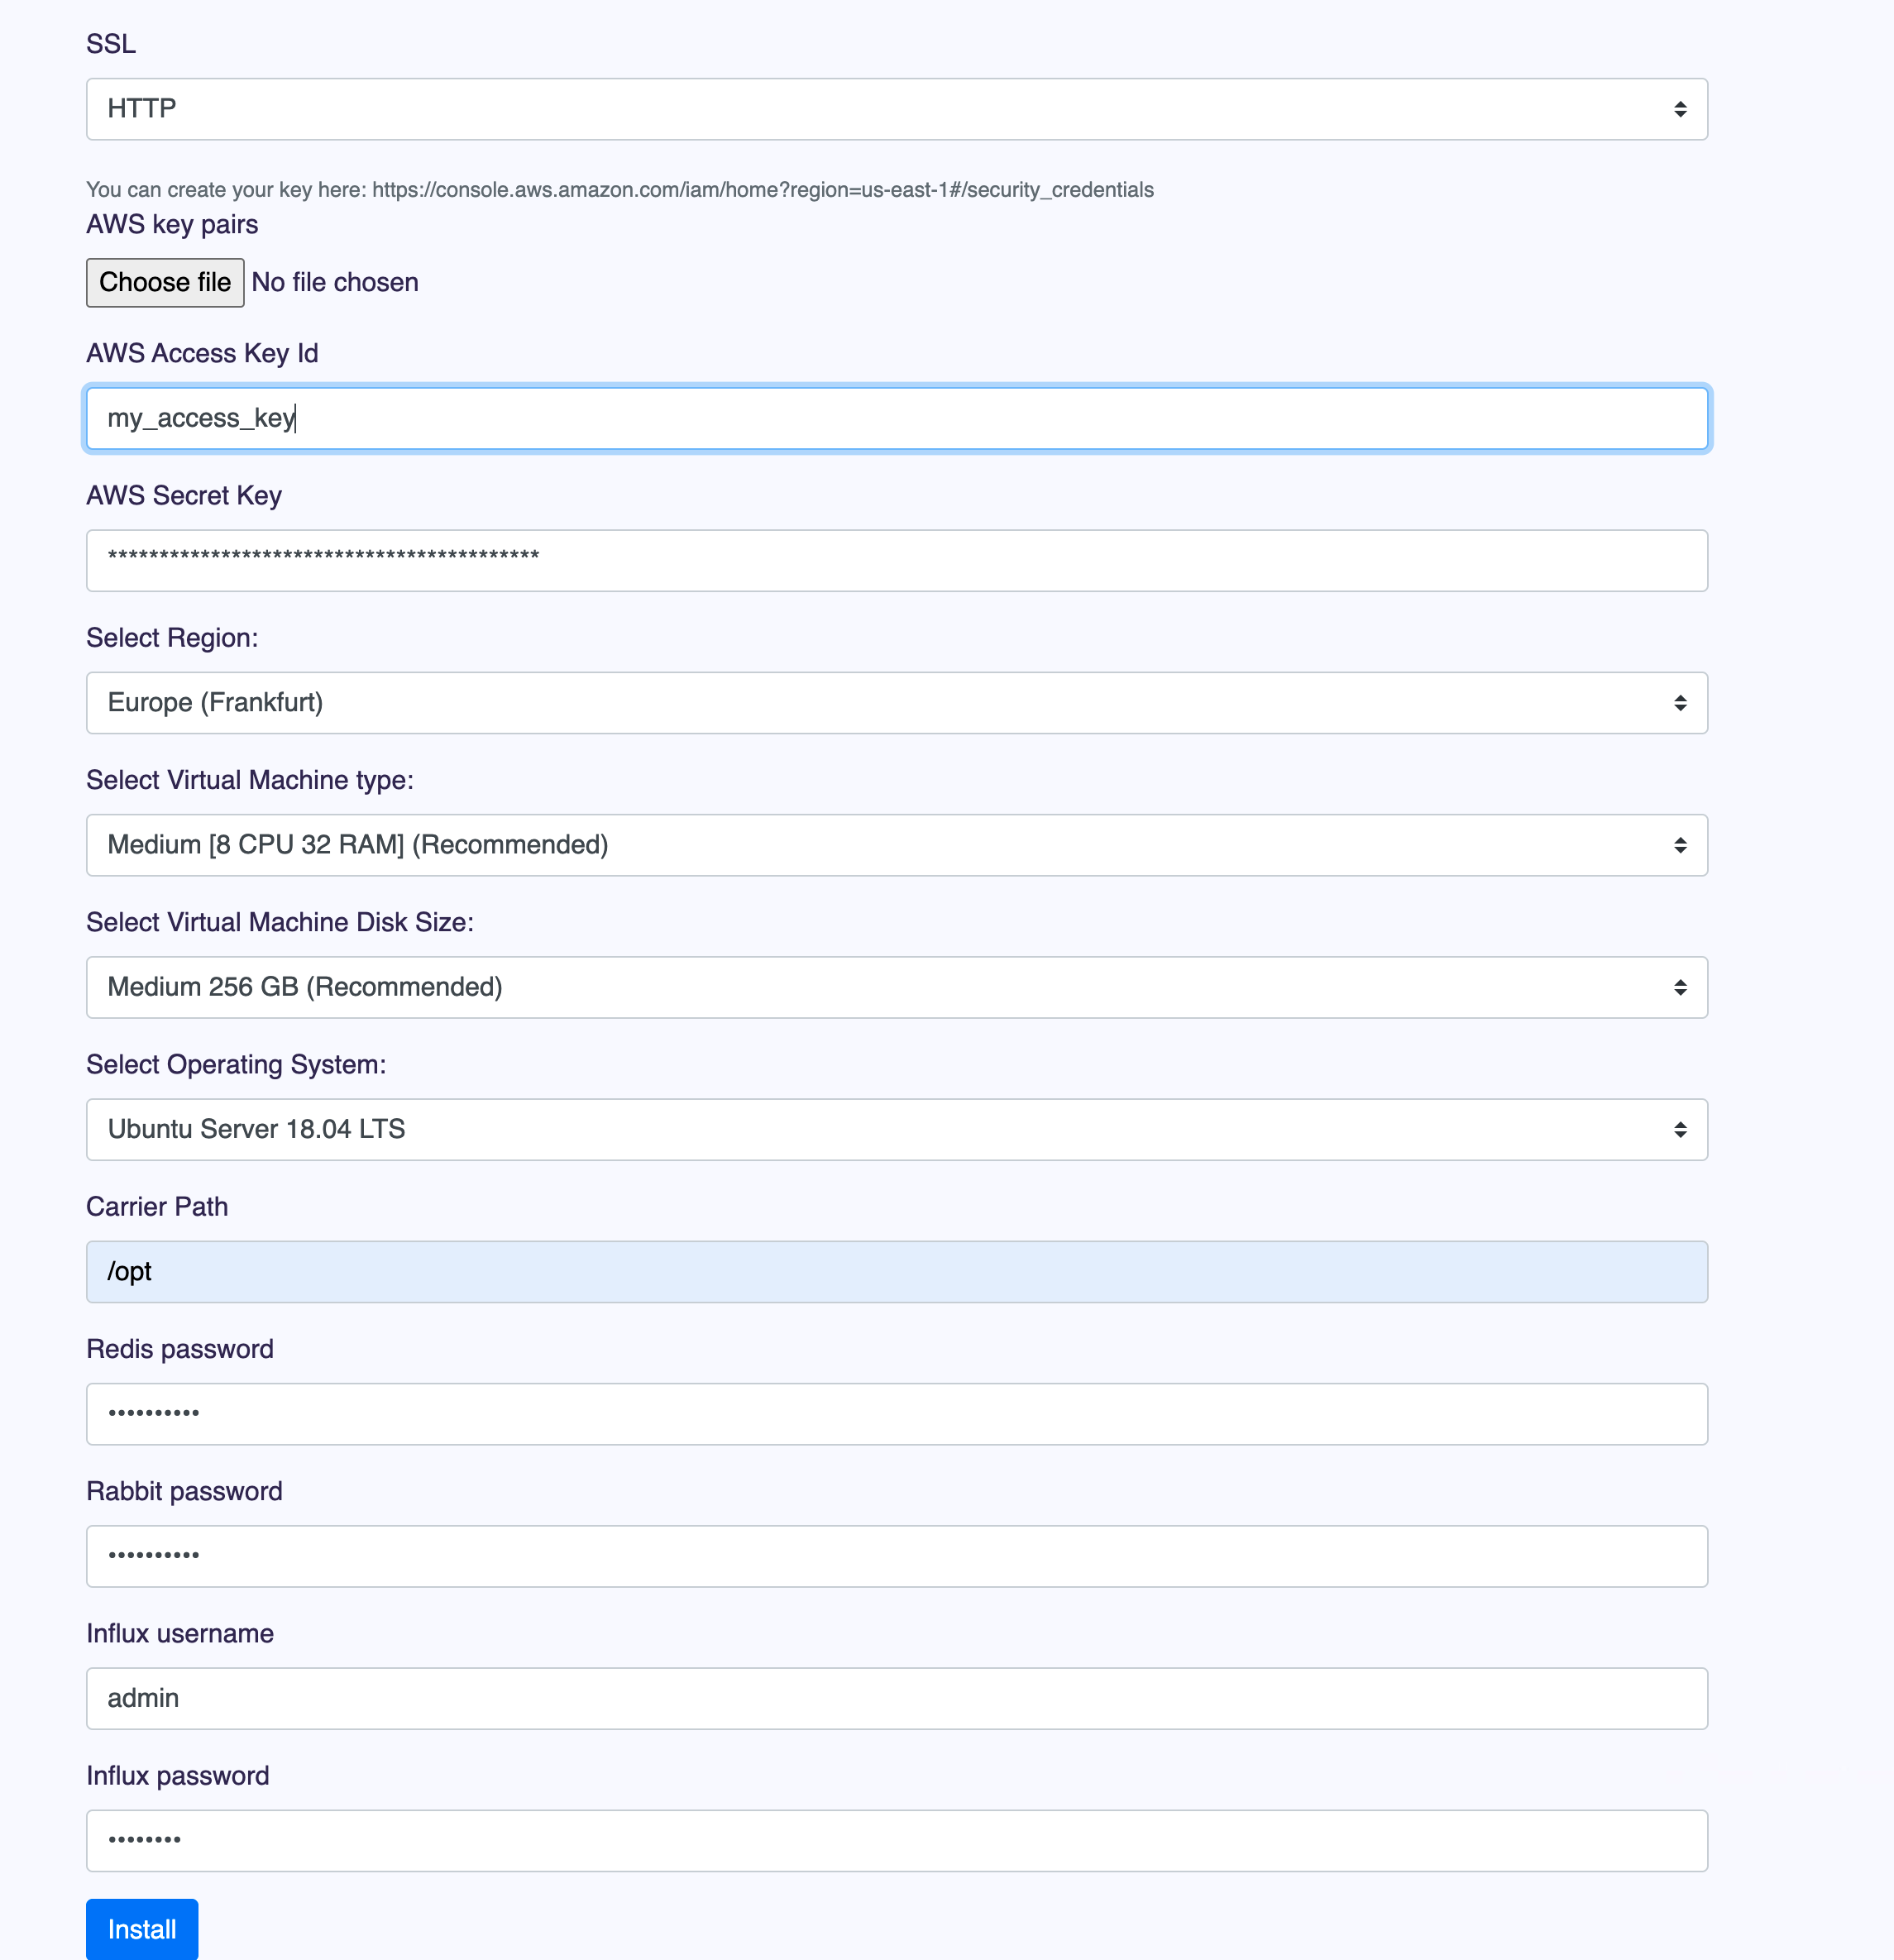 SSL
HTTP
You can create your key here: https://console.aws.amazon.com/iam/home?region=us-east-1#/security_credentials
AWS key pairs
Choose file No file chosen
AWS Access Key Id
my_access_key
AWS Secret Key
******************************************
Select Region:
Europe (Frankfurt)
Select Virtual Machine type:
Medium [8 CPU 32 RAM] (Recommended)
Select Virtual Machine Disk Size:
Medium 256 GB (Recommended)
Select Operating System:
Ubuntu Server 18.04 LTS
Carrier Path
/opt
Redis password
••••••••••
Rabbit password
••••••••••
Influx username
admin
Influx password
••••••••
Install